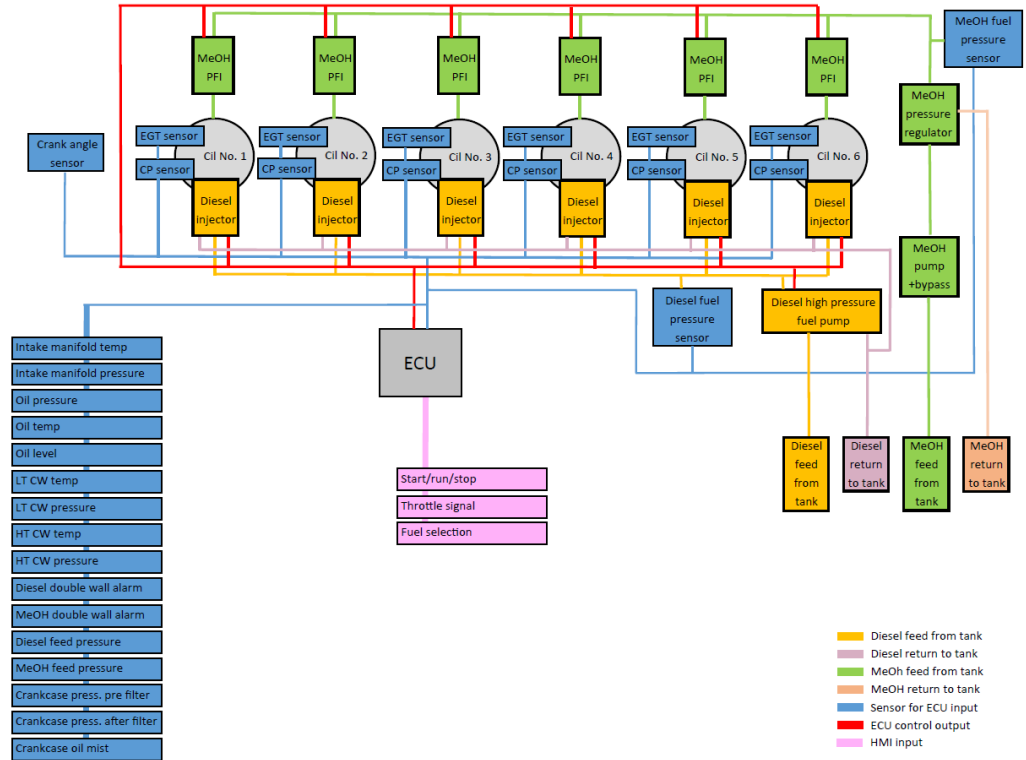 MeOH
PFI
MeOH
PFI
MeOH
PFI
MeOH
PFI
MeOH
PFI
MeOH
PFI
MeOH fuel
pressure
sensor
MeOH
pressure
regulator
Crank angle
sensor
EGT sensor
Cil No. 1
CP sensor
EGT sensor
Cil No. 2
CP sensor
EGT sensor
Cil No. 3
CP sensor
EGT sensor
Cil No. 4
CP sensor
EGT sensor
Cil No. 5
CP sensor
EGT sensor
Cil No. 6
CP sensor
Diesel
injector
Diesel
injector
Diesel
injector
Diesel
injector
Diesel
injector
Diesel
injector
MeOH
pump
+bypass
Diesel fuel
pressure
sensor
Diesel high pressure
fuel pump
ECU
Intake manifold temp
Intake manifold pressure
Oil pressure
Oil temp
Oil level
LT CW temp
LT CW pressure
HT CW temp
HT CW pressure
Diesel double wall alarm
MeOH double wall alarm
Diesel feed pressure
MeOH feed pressure
Crankcase press. pre filter
Crankcase press. after filter
Crankcase oil mist
Start/run/stop
Throttle signal
Fuel selection
Diesel
feed
from
tank
Diesel
return
to tank
MeOH
feed
from
tank
MeOH
return
to tank
Diesel feed from tank
Diesel return to tank
MeOh feed from tank
MeOH return to tank
Sensor for ECU input
ECU control output
HMI input